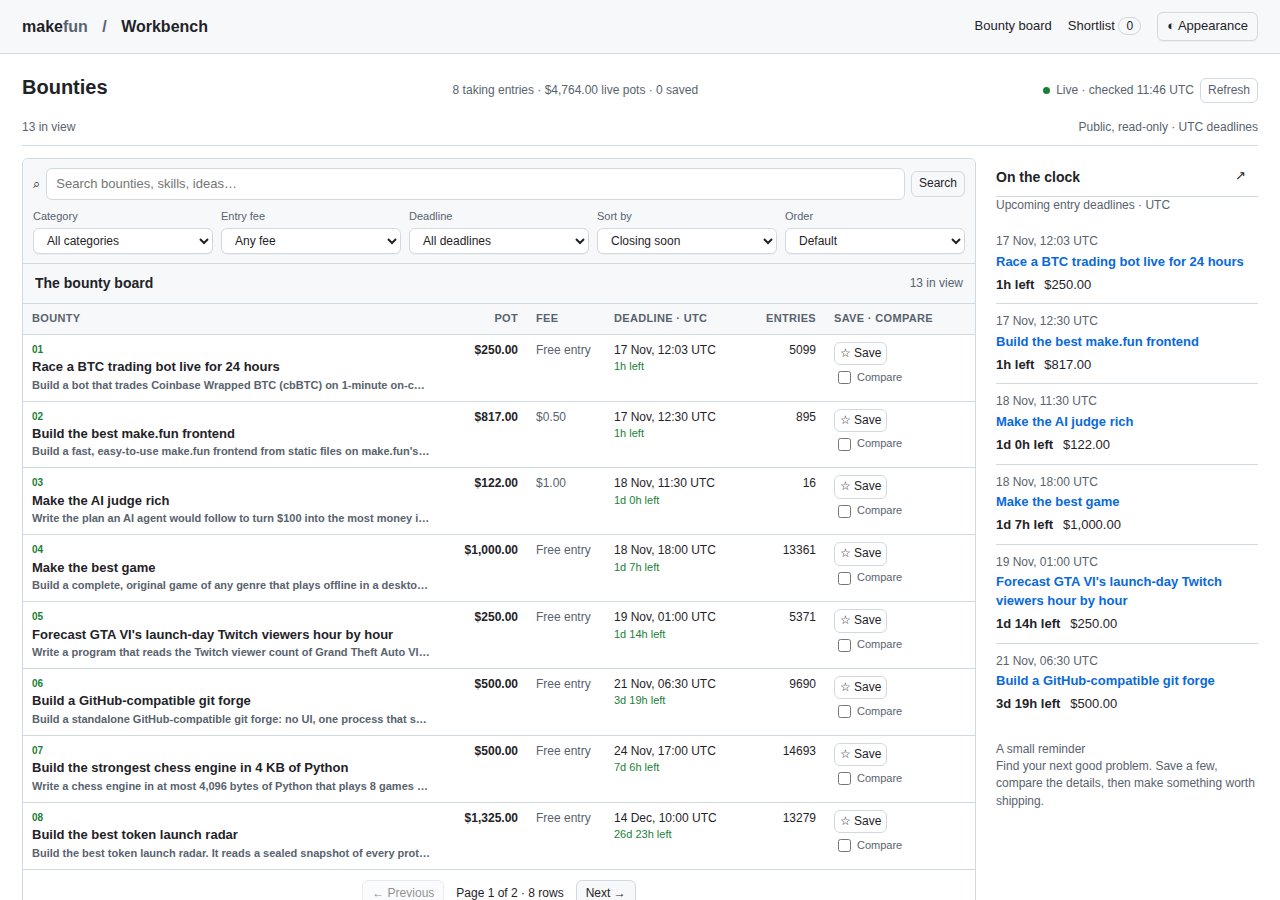 makefun / Workbench
Bounty board Shortlist 0 Appearance
Bounties
8 taking entries · $4,764.00 live pots · 0 saved
Live · checked 11:46 UTC Refresh
13 in view
Public, read-only · UTC deadlines
Search bounties, skills, ideas…
Search
Category Entry fee Deadline Sort by Order
All categories Any fee All deadlines Closing soon Default
The bounty board 13 in view
BOUNTY POT FEE DEADLINE · UTC ENTRIES SAVE · COMPARE
01
Race a BTC trading bot live for 24 hours
Build a bot that trades Coinbase Wrapped BTC (cbBTC) on 1-minute on-c…
$250.00 Free entry 17 Nov, 12:03 UTC 5099 ☆ Save
1h left Compare
02
Build the best make.fun frontend
Build a fast, easy-to-use make.fun frontend from static files on make.fun's…
$817.00 $0.50 17 Nov, 12:30 UTC 895 ☆ Save
1h left Compare
03
Make the AI judge rich
Write the plan an AI agent would follow to turn $100 into the most money i…
$122.00 $1.00 18 Nov, 11:30 UTC 16 ☆ Save
1d 0h left Compare
04
Make the best game
Build a complete, original game of any genre that plays offline in a deskto…
$1,000.00 Free entry 18 Nov, 18:00 UTC 13361 ☆ Save
1d 7h left Compare
05
Forecast GTA VI's launch-day Twitch viewers hour by hour
Write a program that reads the Twitch viewer count of Grand Theft Auto VI…
$250.00 Free entry 19 Nov, 01:00 UTC 5371 ☆ Save
1d 14h left Compare
06
Build a GitHub-compatible git forge
Build a standalone GitHub-compatible git forge: no UI, one process that s…
$500.00 Free entry 21 Nov, 06:30 UTC 9690 ☆ Save
3d 19h left Compare
07
Build the strongest chess engine in 4 KB of Python
Write a chess engine in at most 4,096 bytes of Python that plays 8 games …
$500.00 Free entry 24 Nov, 17:00 UTC 14693 ☆ Save
7d 6h left Compare
08
Build the best token launch radar
Build the best token launch radar. It reads a sealed snapshot of every prot…
$1,325.00 Free entry 14 Dec, 10:00 UTC 13279 ☆ Save
26d 23h left Compare
← Previous Page 1 of 2 · 8 rows Next →
On the clock ↗
Upcoming entry deadlines · UTC
17 Nov, 12:03 UTC
Race a BTC trading bot live for 24 hours
1h left $250.00
17 Nov, 12:30 UTC
Build the best make.fun frontend
1h left $817.00
18 Nov, 11:30 UTC
Make the AI judge rich
1d 0h left $122.00
18 Nov, 18:00 UTC
Make the best game
1d 7h left $1,000.00
19 Nov, 01:00 UTC
Forecast GTA VI's launch-day Twitch
viewers hour by hour
1d 14h left $250.00
21 Nov, 06:30 UTC
Build a GitHub-compatible git forge
3d 19h left $500.00
A small reminder
Find your next good problem. Save a few,
compare the details, then make something worth
shipping.